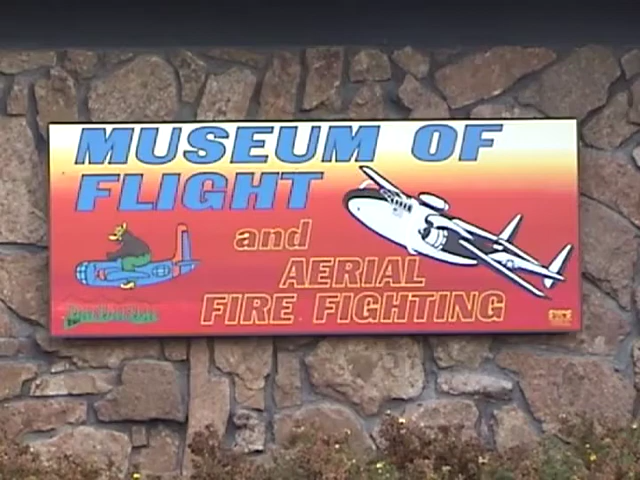 MUSEUM OF
FLIGHT
and
AERIAL
FIRE FIGHTING